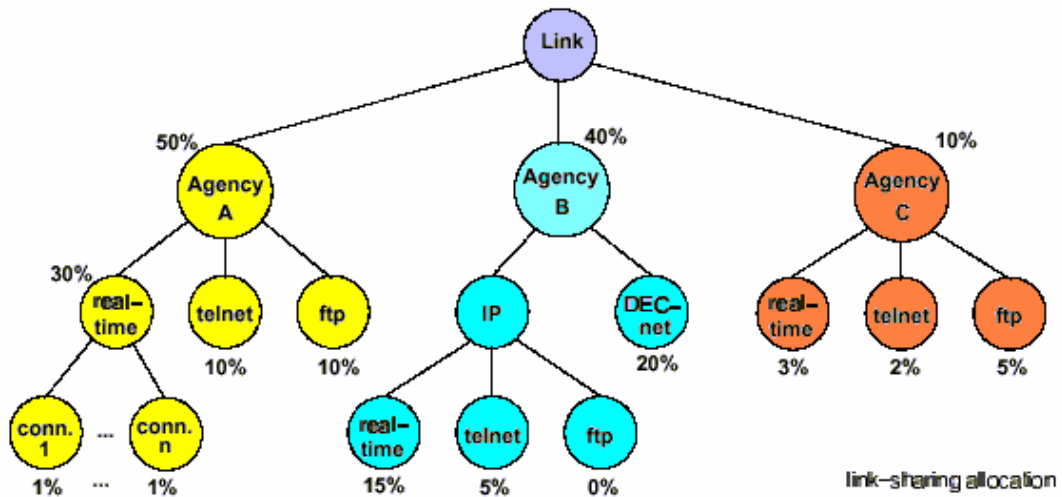 Link
50%
40%
10%
Agency
A
Agency
B
Agency
C
30%
real-
time
telnet
ftp
IP
DEC-
net
real-
time
telnet
ftp
10%
10%
20%
3%
2%
5%
conn.
1
...
conn.
n
real-
time
telnet
ftp
1%
...
1%
15%
5%
0%
link-sharing allocation